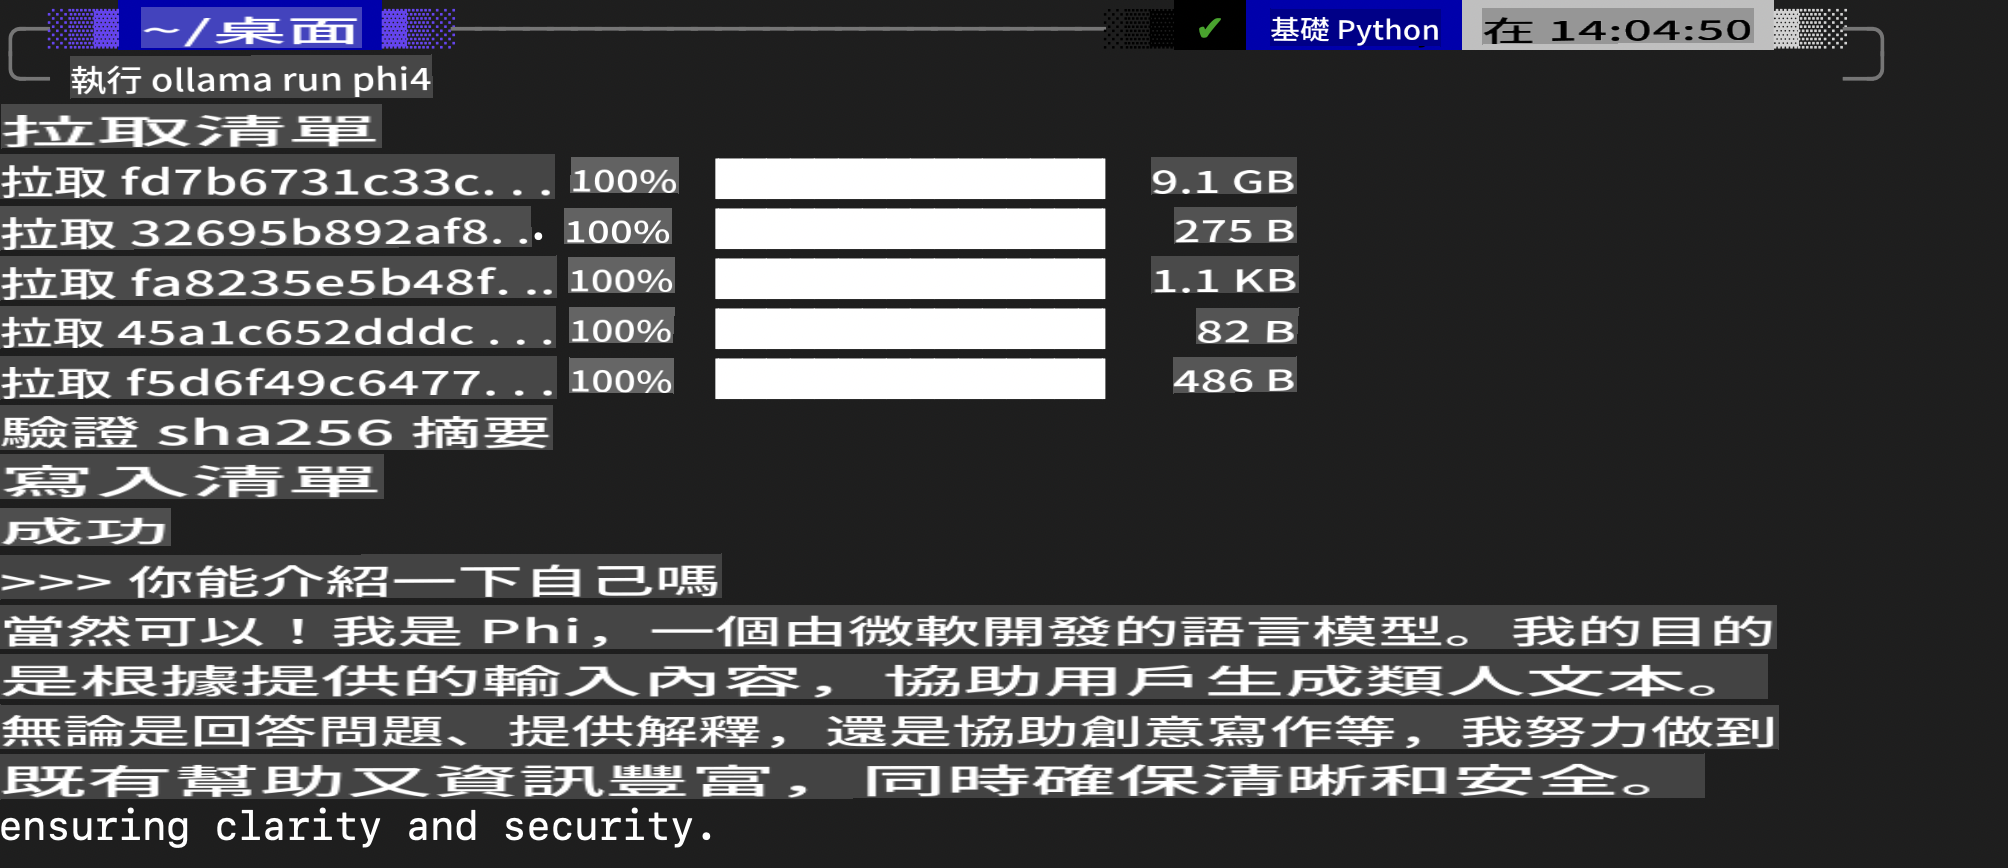 ~/桌面
✔ 基礎 Python 在 14:04:50
執行 ollama run phi4
拉取清單
拉取 fd7b6731c33c... 100% 9.1 GB
拉取 32695b892af8... 100% 275 B
拉取 fa8235e5b48f... 100% 1.1 KB
拉取 45a1c652dddc ... 100% 82 B
拉取 f5d6f49c6477... 100% 486 B
驗證 sha256 摘要
寫入清單
成功
>>> 你能介紹一下自己嗎
當然可以！我是 Phi，一個由微軟開發的語言模型。我的目的
是根據提供的輸入內容，協助用戶生成類人文本。
無論是回答問題、提供解釋，還是協助創意寫作等，我努力做到
既有幫助又資訊豐富，同時確保清晰和安全。
ensuring clarity and security.